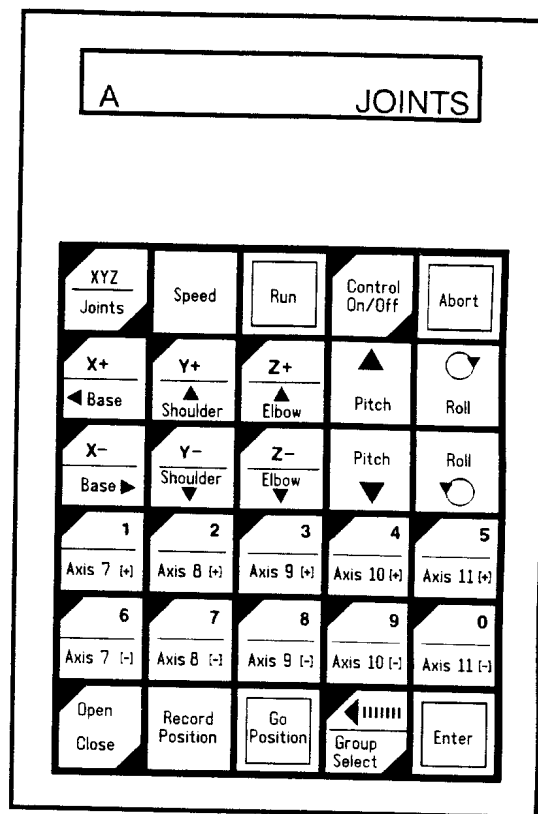 A JOINTS
XYZ
Joints
Speed
Run
Control
On/Off
Abort
X+
Base
Y+
Shoulder
Z+
Elbow
Pitch
Roll
X−
Base
Y−
Shoulder
Z−
Elbow
Pitch
Roll
1
Axis 7 [+]
2
Axis 8 [+]
3
Axis 9 [+]
4
Axis 10 [+]
5
Axis 11 [+]
6
Axis 7 [-]
7
Axis 8 [-]
8
Axis 9 [-]
9
Axis 10 [-]
0
Axis 11 [-]
Open
Close
Record
Position
Go
Position
Group
Select
Enter